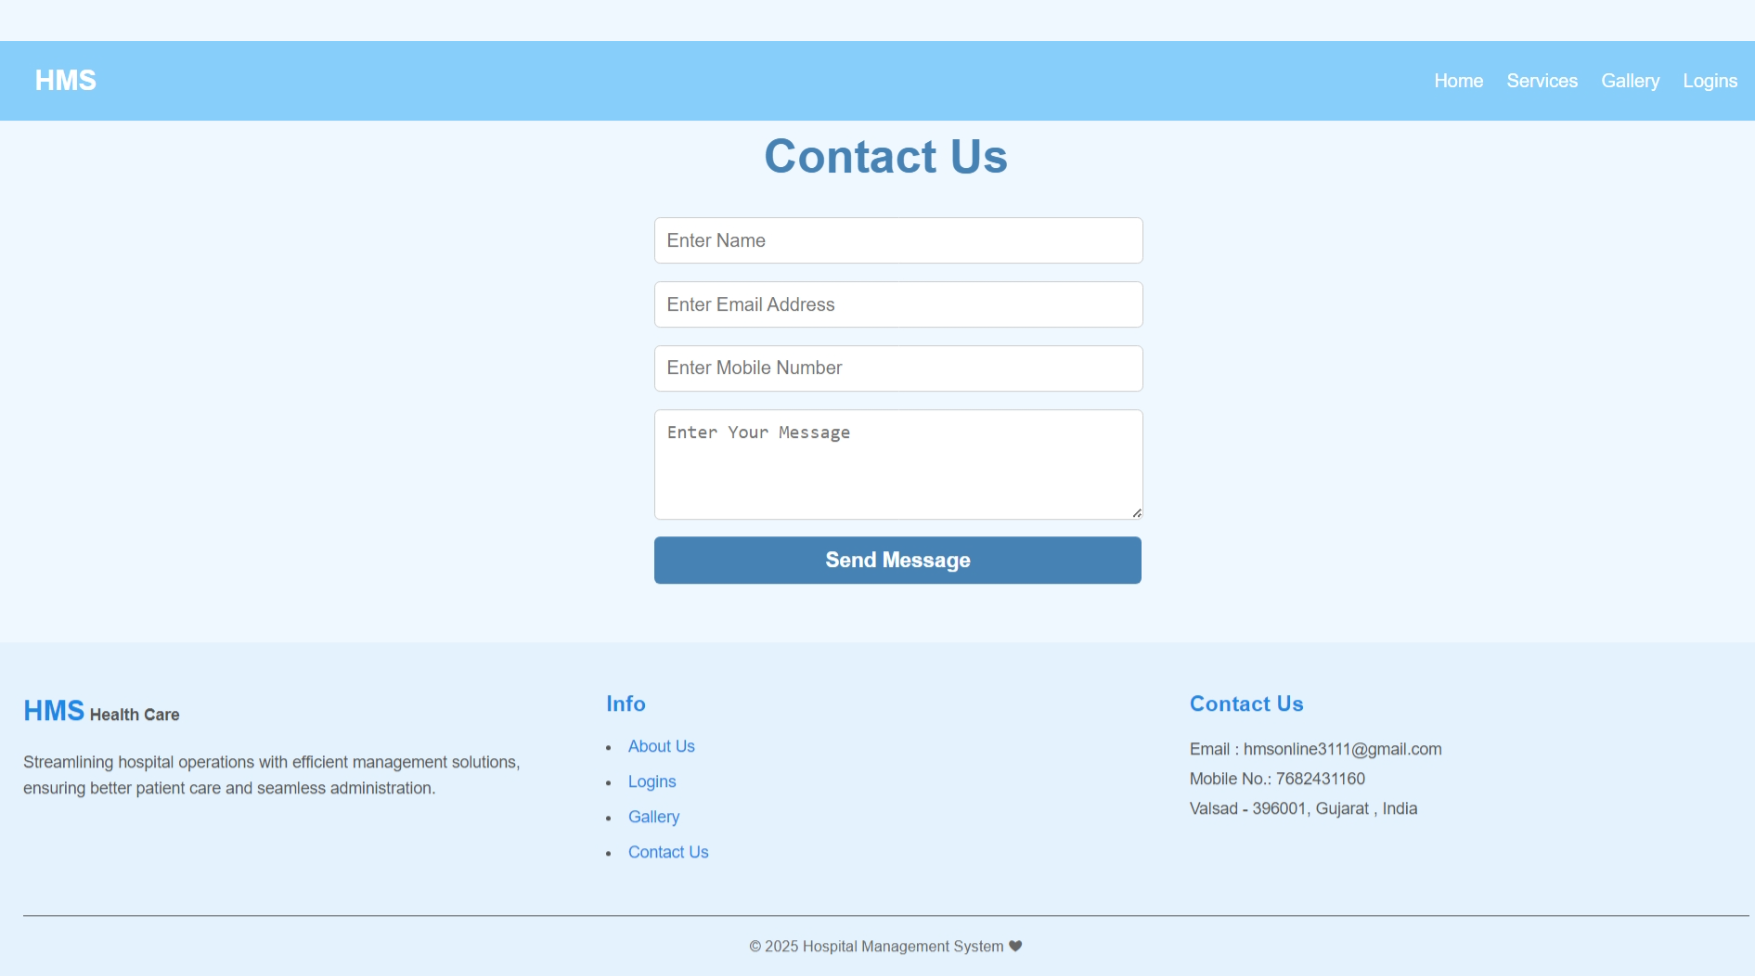 HMS
Home Services Gallery Logins
Contact Us
Enter Name
Enter Email Address
Enter Mobile Number
Enter Your Message
Send Message
HMS Health Care
Streamlining hospital operations with efficient management solutions,
ensuring better patient care and seamless administration.
Info
About Us
Logins
Gallery
Contact Us
Contact Us
Email : hmsonline3111@gmail.com
Mobile No.: 7682431160
Valsad - 396001, Gujarat , India
© 2025 Hospital Management System ♥